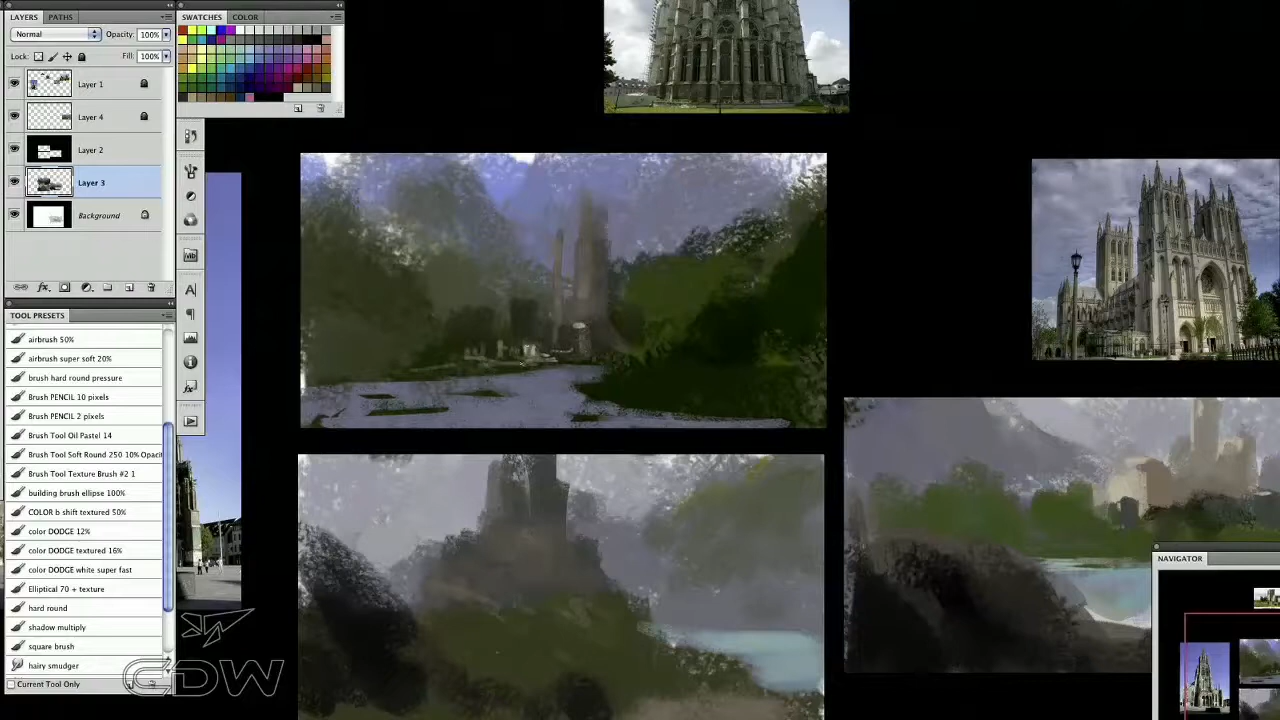 LAYERS PATHS
Normal Opacity: 100%
Lock: Fill: 100%
Layer 1
Layer 4
Layer 2
Layer 3
Background
SWATCHES COLOR
TOOL PRESETS
airbrush 50%
airbrush super soft 20%
brush hard round pressure
Brush PENCIL 10 pixels
Brush PENCIL 2 pixels
Brush Tool Oil Pastel 14
Brush Tool Soft Round 250 10% Opaci
Brush Tool Texture Brush #2 1
building brush ellipse 100%
COLOR b shift textured 50%
color DODGE 12%
color DODGE textured 16%
color DODGE white super fast
Elliptical 70 + texture
hard round
shadow multiply
square brush
hairy smudger
Current Tool Only
CDW
NAVIGATOR